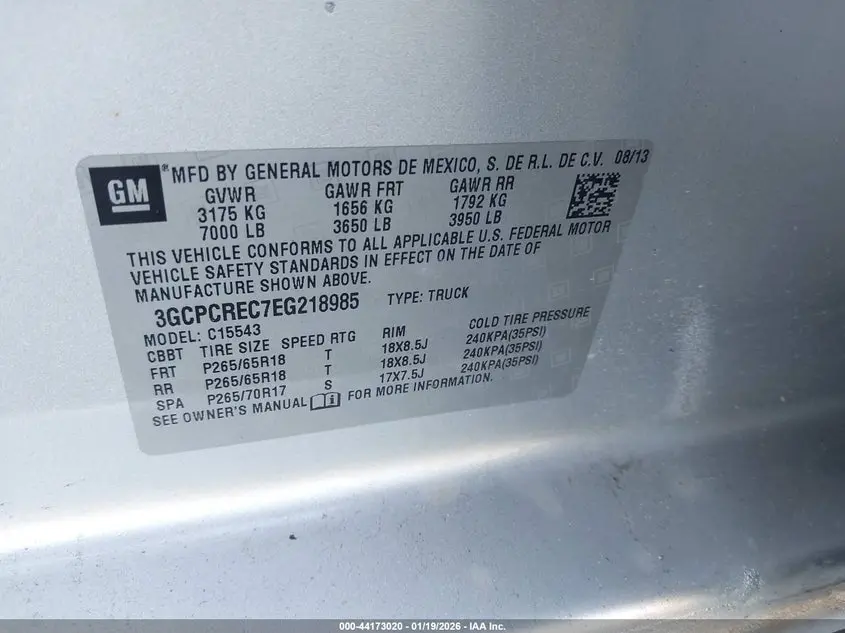 GM
® MFD BY GENERAL MOTORS DE MEXICO, S. DE R.L. DE C.V. 08/13
GVWR GAWR FRT GAWR RR
3175 KG 1656 KG 1792 KG
7000 LB 3650 LB 3950 LB
THIS VEHICLE CONFORMS TO ALL APPLICABLE U.S. FEDERAL MOTOR
VEHICLE SAFETY STANDARDS IN EFFECT ON THE DATE OF
MANUFACTURE SHOWN ABOVE.
3GCPCREC7EG218985 TYPE: TRUCK
MODEL: C15543
CBBT TIRE SIZE SPEED RTG RIM COLD TIRE PRESSURE
FRT P265/65R18 T 18X8.5J 240KPA(35PSI)
RR P265/65R18 T 18X8.5J 240KPA(35PSI)
SPA P265/70R17 S 17X7.5J 240KPA(35PSI)
SEE OWNER'S MANUAL i FOR MORE INFORMATION.
000-44173020 - 01/19/2026 - IAA Inc.